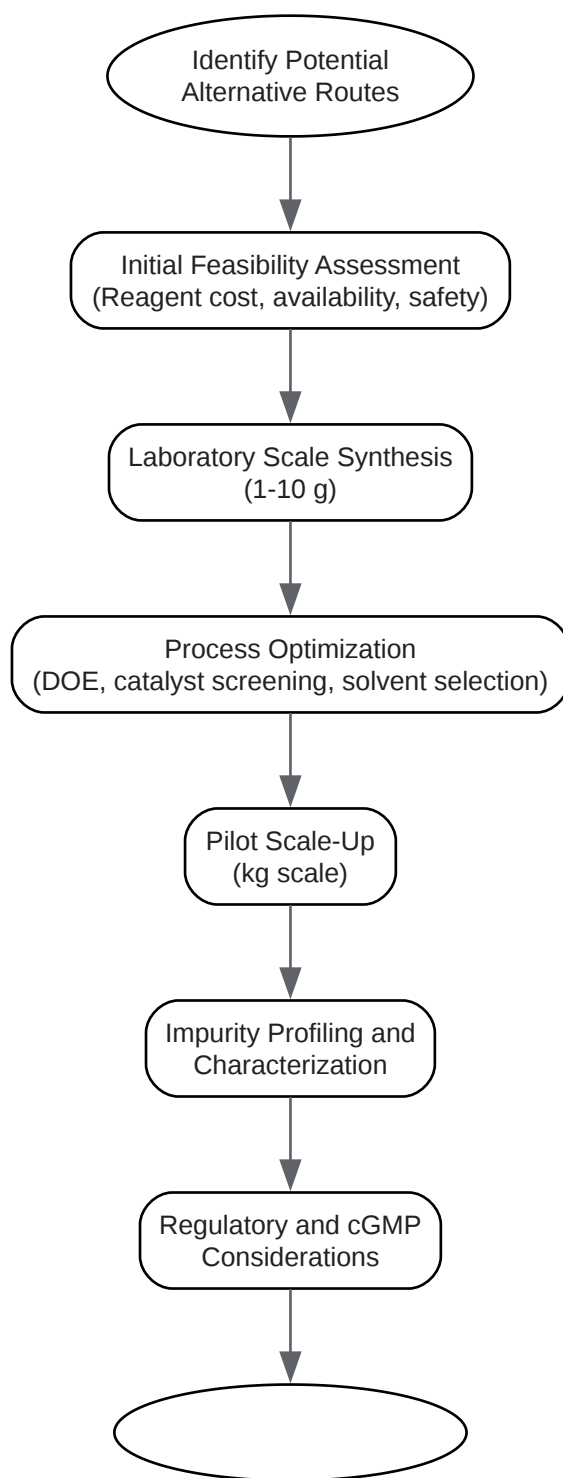 Identify Potential
Alternative Routes
Initial Feasibility Assessment
(Reagent cost, availability, safety)
Laboratory Scale Synthesis
(1-10 g)
Process Optimization
(DOE, catalyst screening, solvent selection)
Pilot Scale-Up
(kg scale)
Impurity Profiling and
Characterization
Regulatory and cGMP
Considerations